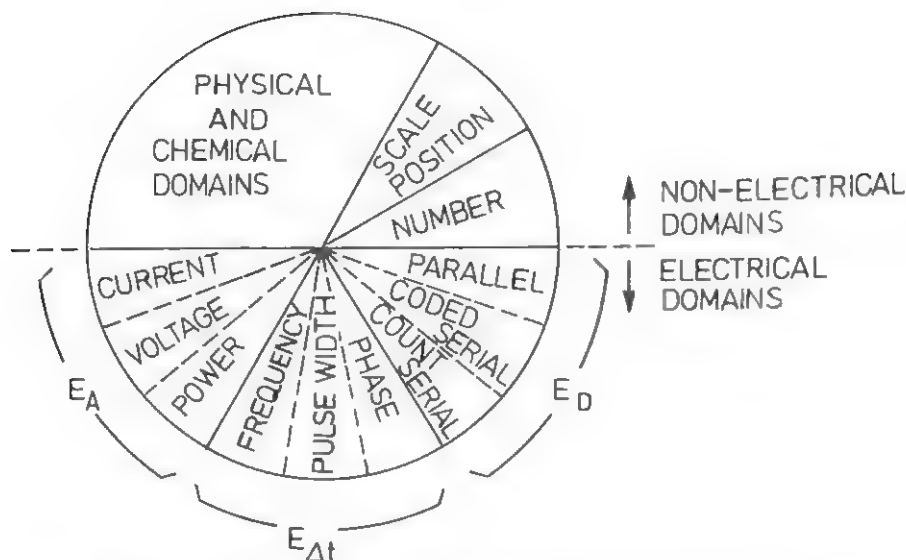 PHYSICAL
AND
CHEMICAL
DOMAINS
SCALE
POSITION
NUMBER
NON-ELECTRICAL
DOMAINS
ELECTRICAL
DOMAINS
CURRENT
VOLTAGE
POWER
FREQUENCY
PULSE WIDTH
PHASE
COUNT
SERIAL
CODED
SERIAL
PARALLEL
E_A
E_Δt
E_D